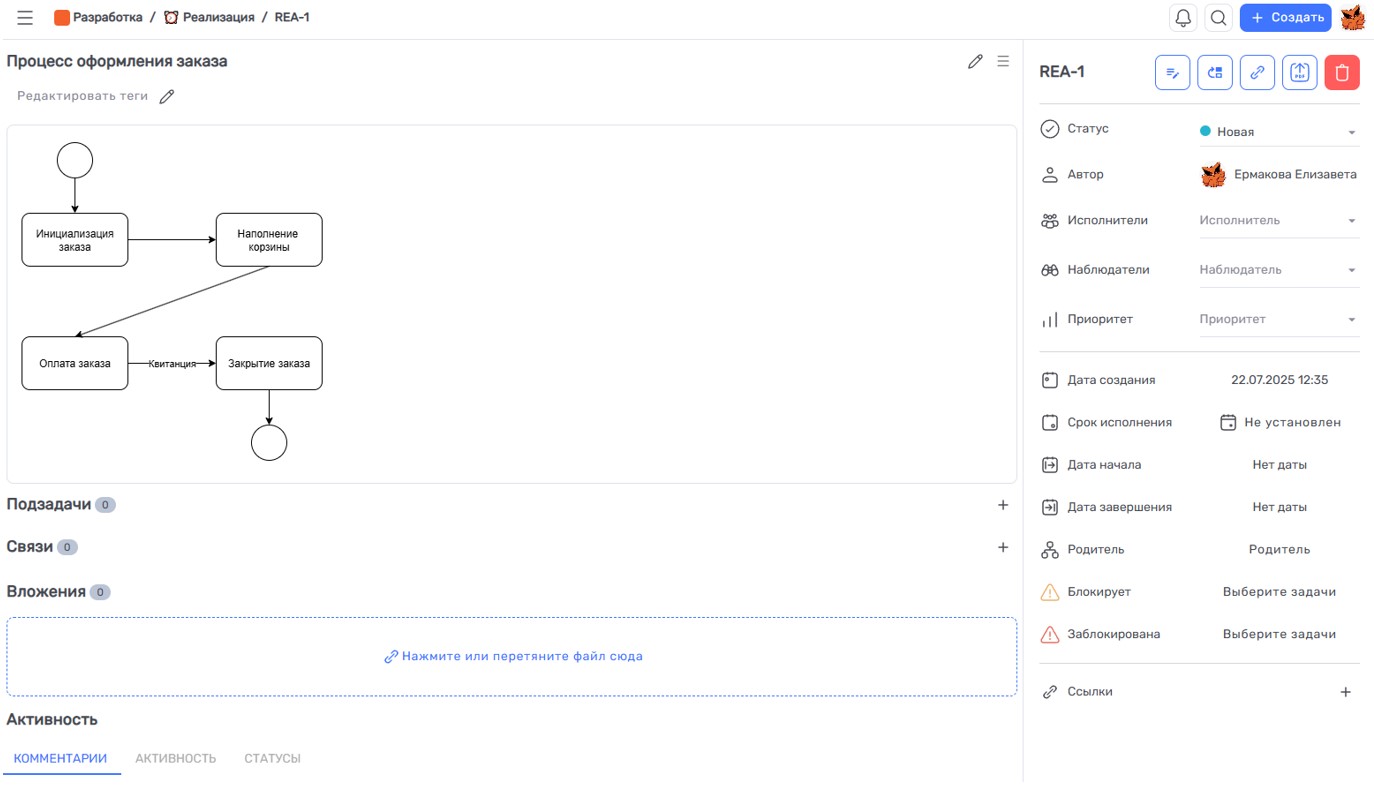 Разработка / Реализация / REA-1
+ Создать
Процесс оформления заказа
Редактировать теги
Инициализация
заказа
Наполнение
корзины
Оплата заказа
Квитанция
Закрытие заказа
Подзадачи 0
+
Связи 0
+
Вложения 0
Нажмите или перетяните файл сюда
Активность
КОММЕНТАРИИ АКТИВНОСТЬ СТАТУСЫ
REA-1
PDF
Статус Новая
Автор Ермакова Елизавета
Исполнители Исполнитель
Наблюдатели Наблюдатель
Приоритет Приоритет
Дата создания 22.07.2025 12:35
Срок исполнения Не установлен
Дата начала Нет даты
Дата завершения Нет даты
Родитель Родитель
Блокирует Выберите задачи
Заблокирована Выберите задачи
Ссылки +